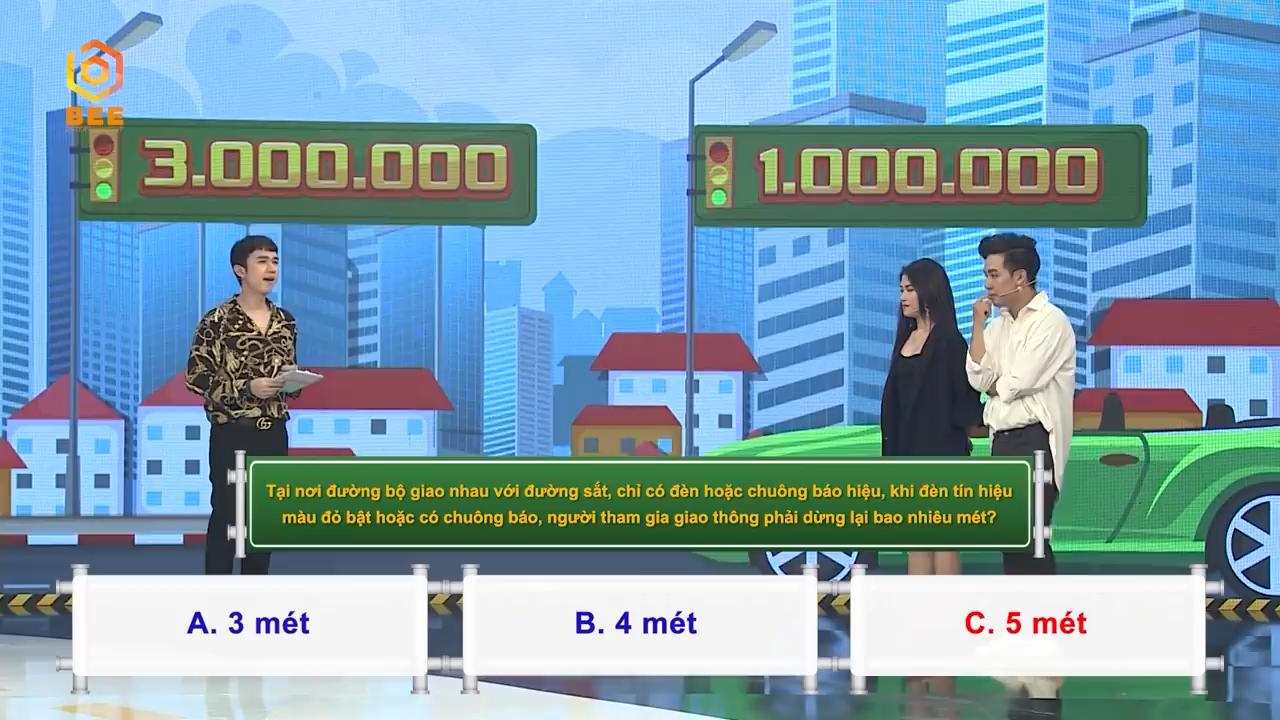 BEE
3.000.000
1.000.000
Tại nơi đường bộ giao nhau với đường sắt, chỉ có đèn hoặc chuông báo hiệu, khi đèn tín hiệu
màu đỏ bật hoặc có chuông báo, người tham gia giao thông phải dừng lại bao nhiêu mét?
A. 3 mét
B. 4 mét
C. 5 mét